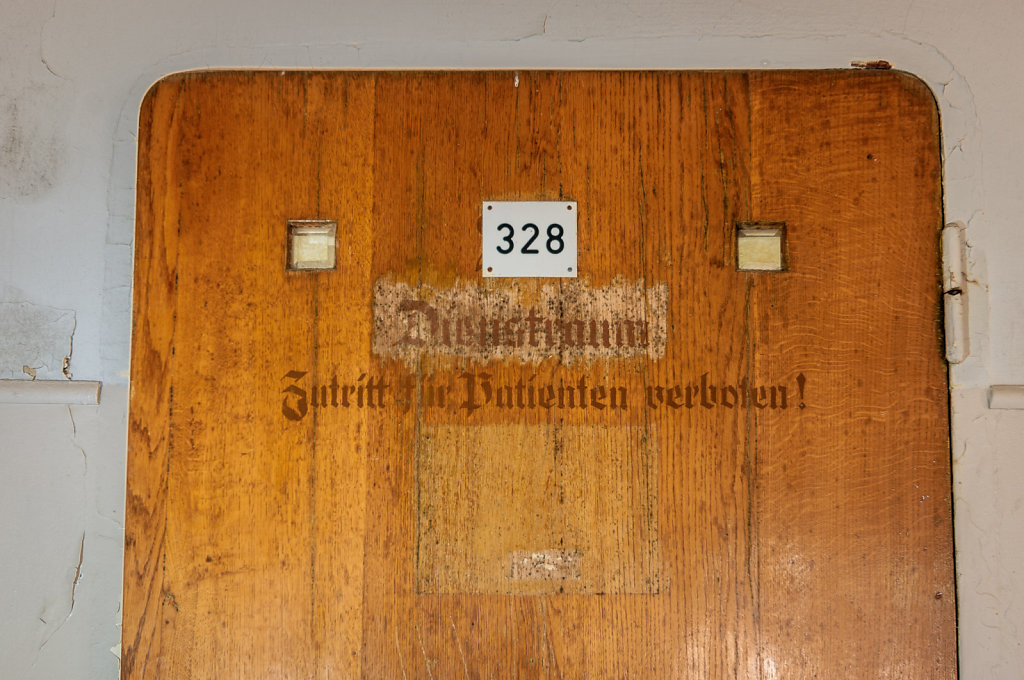 328
Dienstraum
Zutritt für Patienten verboten!